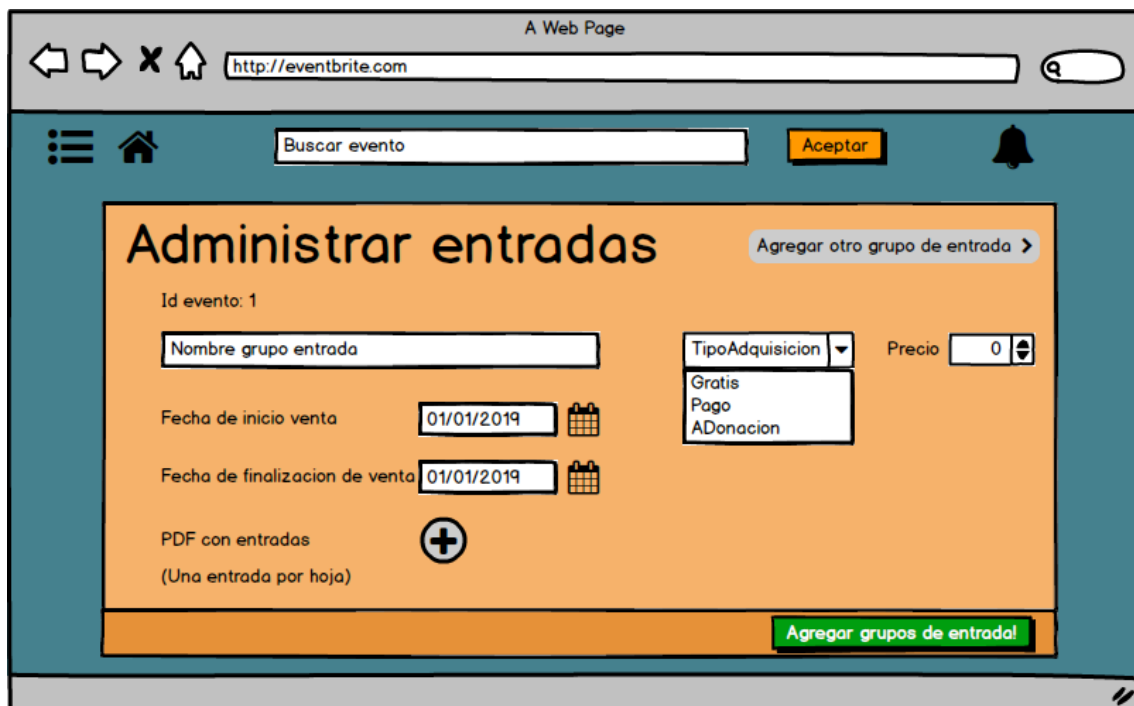 A Web Page
http://eventbrite.com
Buscar evento
Aceptar
Administrar entradas
Agregar otro grupo de entrada
Id evento: 1
Nombre grupo entrada
TipoAdquisicion
Precio
0
Gratis
Pago
ADonacion
Fecha de inicio venta
01/01/2019
Fecha de finalizacion de venta
01/01/2019
PDF con entradas
(Una entrada por hoja)
Agregar grupos de entrada!